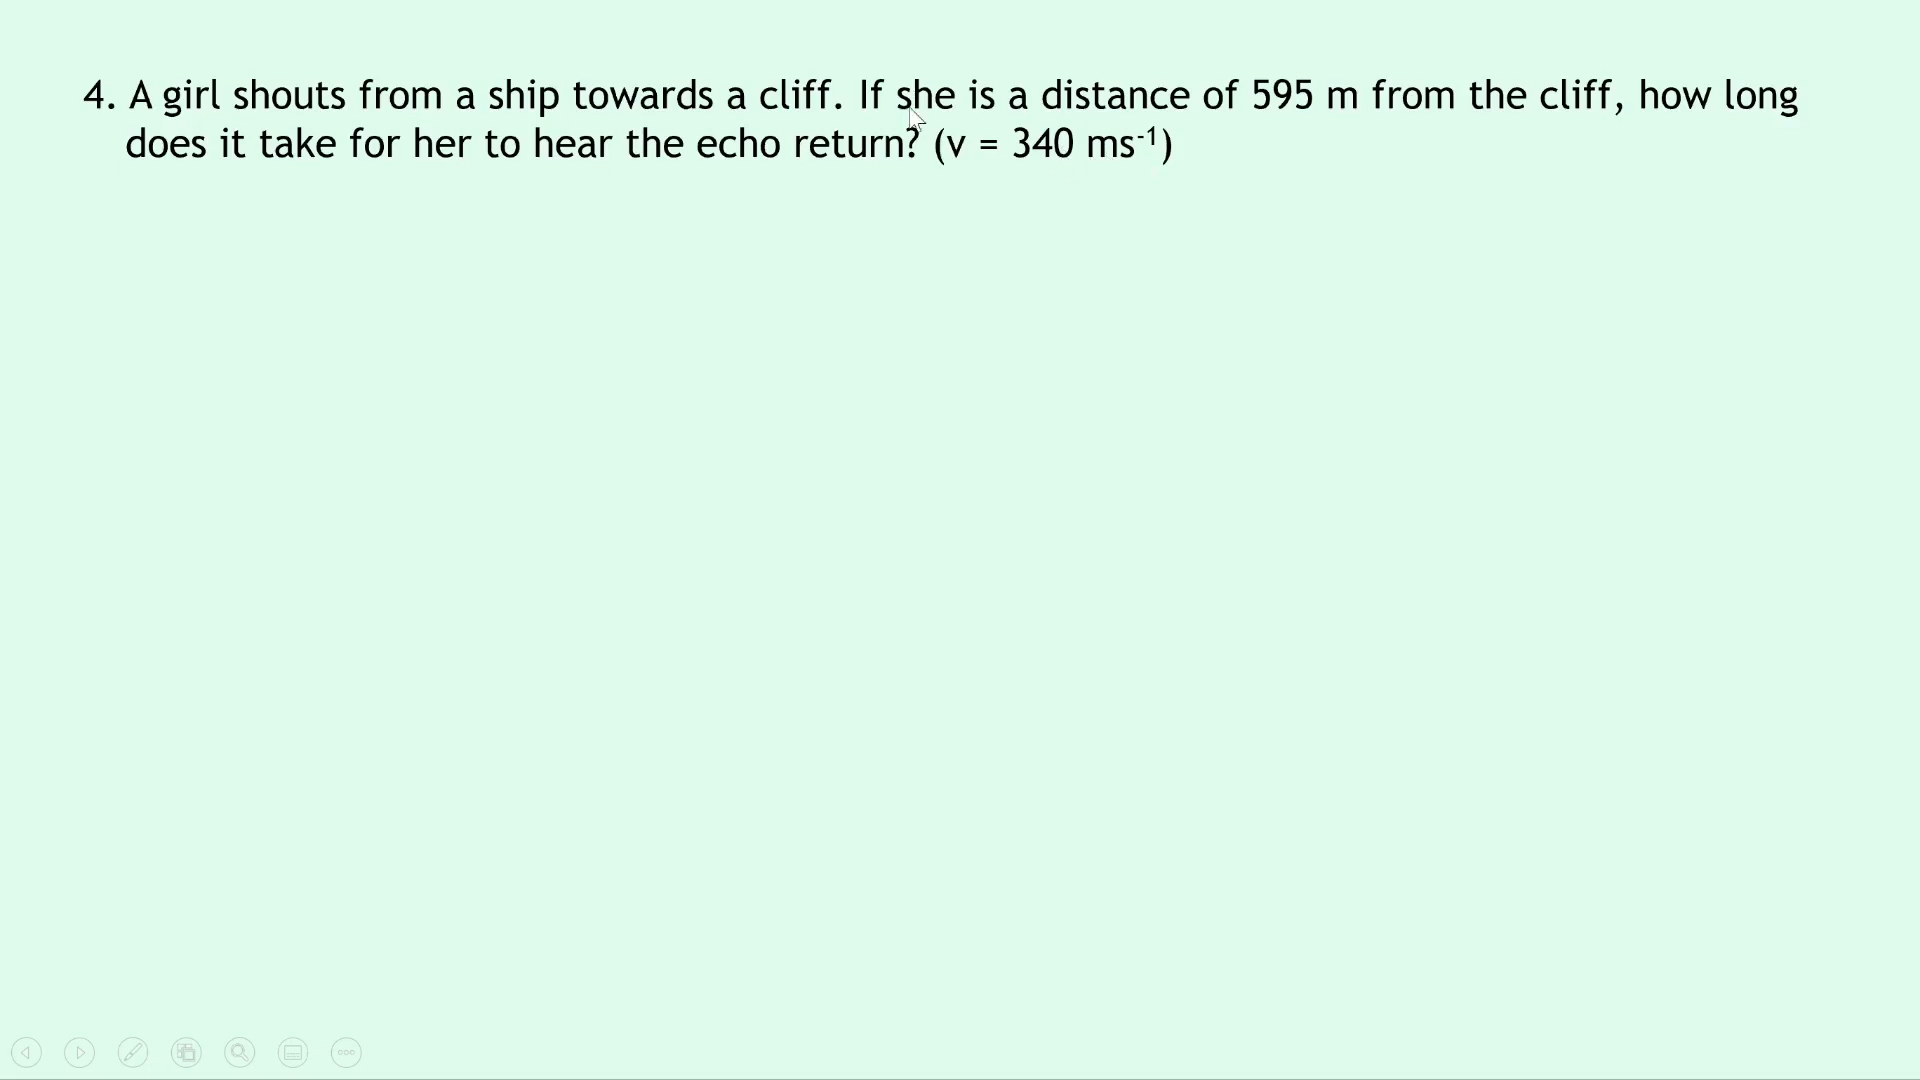 4. A girl shouts from a ship towards a cliff. If she is a distance of 595 m from the cliff, how long
does it take for her to hear the echo return? (v = 340 ms⁻¹)